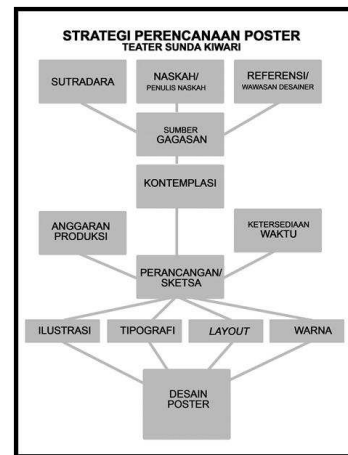 STRATEGI PERENCANAAN POSTER
TEATER SUNDA KIWARI
SUTRADARA
NASKAH/
PENULIS NASKAH
REFERENSI/
WAWASAN DESAINER
SUMBER
GAGASAN
KONTEMPLASI
ANGGARAN
PRODUKSI
KETERSEDIAAN
WAKTU
PERANCANGAN/
SKETSA
ILUSTRASI
TIPOGRAFI
LAYOUT
WARNA
DESAIN
POSTER